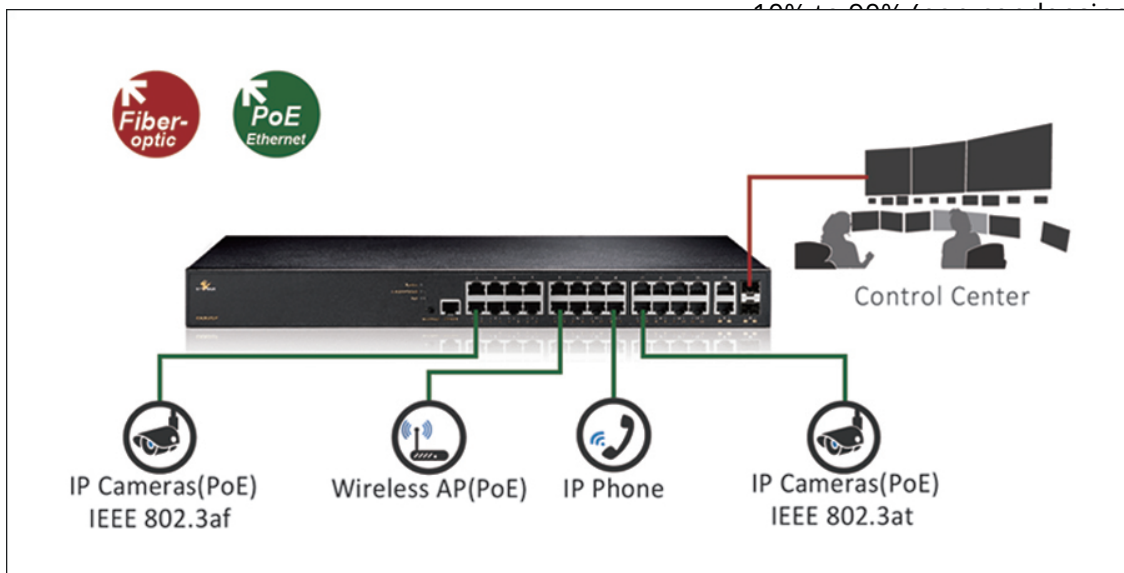 Fiber-
optic
PoE
Ethernet
Control Center
IP Cameras(PoE)
IEEE 802.3af
Wireless AP(PoE)
IP Phone
IP Cameras(PoE)
IEEE 802.3at